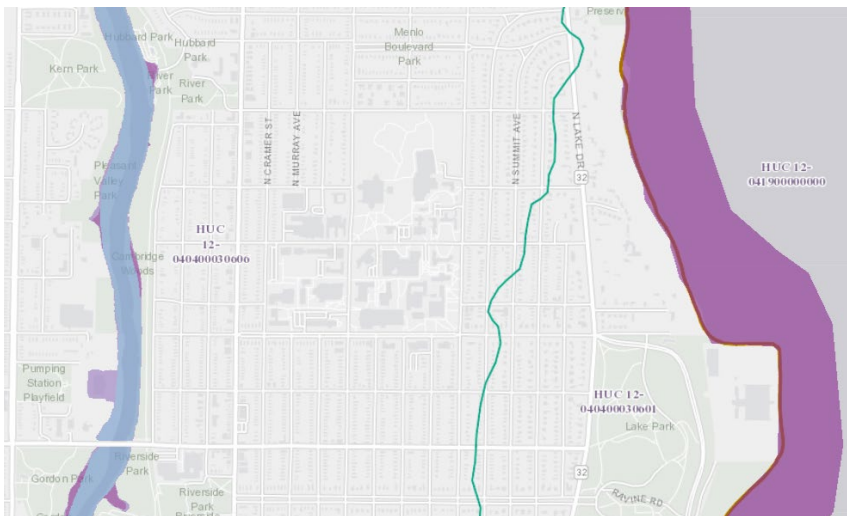 Preserv
Hubbard Park
Hubbard
Park
Menlo
Boulevard
Park
Kern Park
River
Park
River
Park
N CRAMER ST
N MURRAY AVE
N SUMMIT AVE
N LAKE DR
32
Pleasant
Valley
Park
HUC 12-
041900000000
HUC
12-
040400030606
Cambridge
Woods
Pumping
Station
Playfield
HUC 12-
040400030601
Lake Park
Riverside
Park
Gordon Park
32
Riverside
Park
RAVINE RD